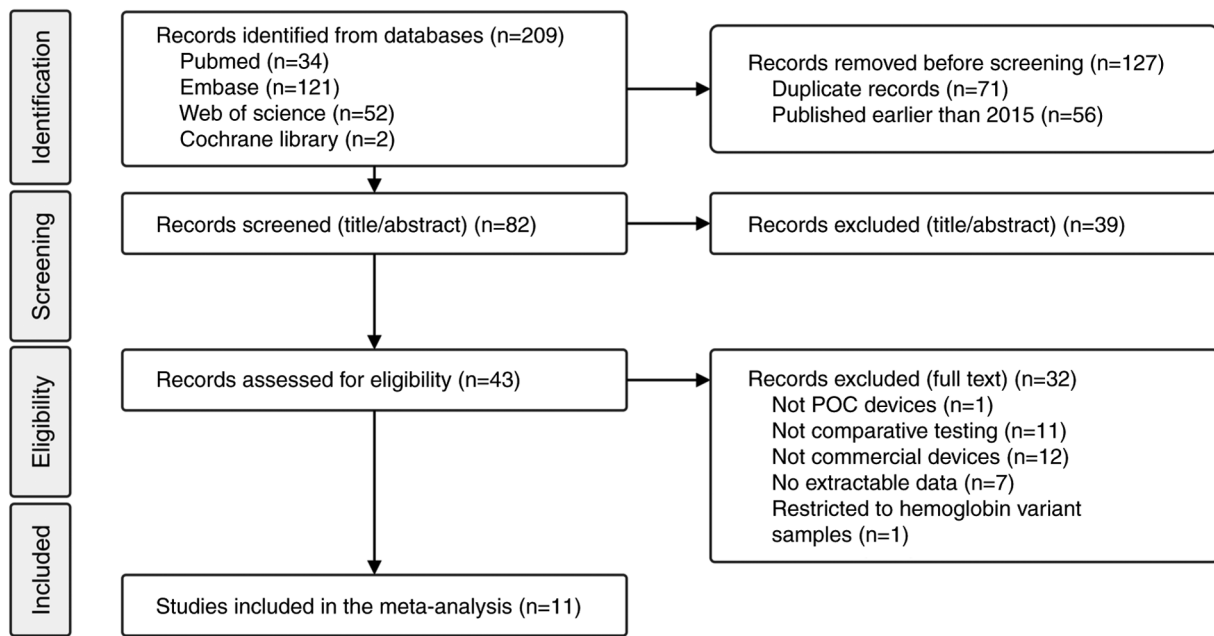 Identification
Records identified from databases (n=209)
Pubmed (n=34)
Embase (n=121)
Web of science (n=52)
Cochrane library (n=2)
Records removed before screening (n=127)
Duplicate records (n=71)
Published earlier than 2015 (n=56)
Screening
Records screened (title/abstract) (n=82)
Records excluded (title/abstract) (n=39)
Eligibility
Records assessed for eligibility (n=43)
Records excluded (full text) (n=32)
Not POC devices (n=1)
Not comparative testing (n=11)
Not commercial devices (n=12)
No extractable data (n=7)
Restricted to hemoglobin variant
samples (n=1)
Included
Studies included in the meta-analysis (n=11)